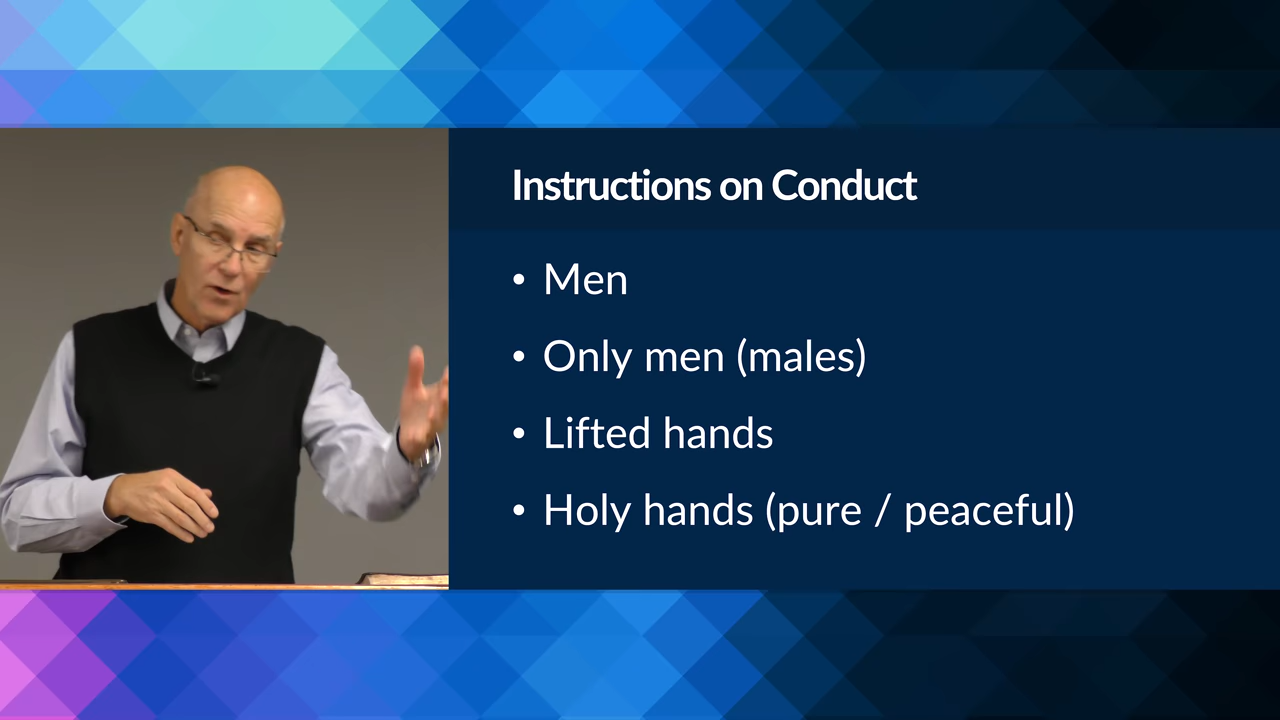 Instructions on Conduct
• Men
• Only men (males)
• Lifted hands
• Holy hands (pure / peaceful)